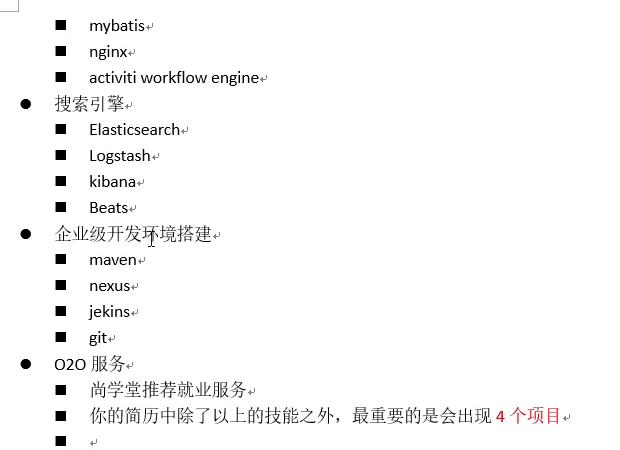 mybatis
nginx
activiti workflow engine
搜索引擎
Elasticsearch
Logstash
kibana
Beats
企业级开发环境搭建
maven
nexus
jekins
git
O2O 服务
尚学堂推荐就业服务
你的简历中除了以上的技能之外，最重要的是会出现 4 个项目